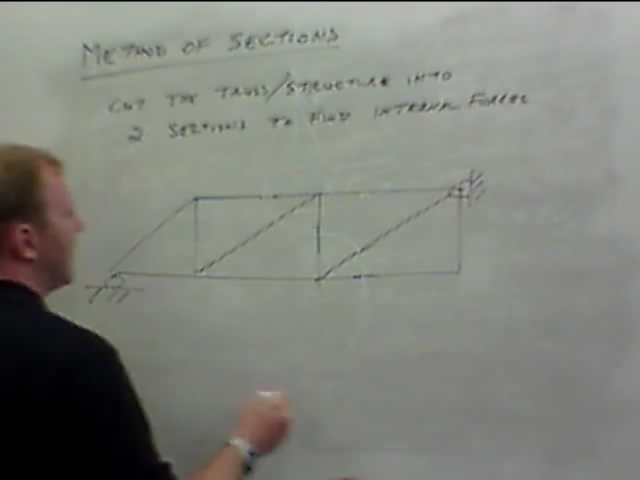 METHOD OF SECTIONS
CUT THE TRUSS/STRUCTURE INTO
2 SECTIONS TO FIND INTERNAL FORCES